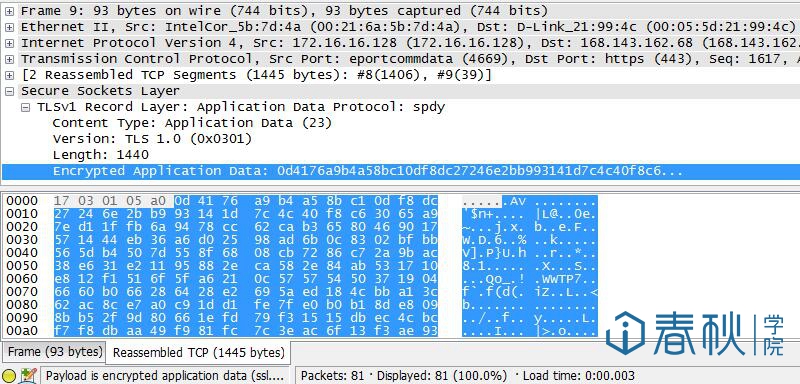 Frame 9: 93 bytes on wire (744 bits), 93 bytes captured (744 bits)
Ethernet II, Src: IntelCor_5b:7d:4a (00:21:6a:5b:7d:4a), Dst: D-Link_21:99:4c (00:05:5d:21:99:4c)
Internet Protocol Version 4, Src: 172.16.16.128 (172.16.16.128), Dst: 168.143.162.68 (168.143.162.
Transmission Control Protocol, Src Port: eportcommdata (4669), Dst Port: https (443), Seq: 1617, A
[2 Reassembled TCP Segments (1445 bytes): #8(1406), #9(39)]
Secure Sockets Layer
TLSv1 Record Layer: Application Data Protocol: spdy
Content Type: Application Data (23)
Version: TLS 1.0 (0x0301)
Length: 1440
Encrypted Application Data: 0d4176a9b4a58bc10df8dc27246e2bb993141d7c4c40f8c6...
0000 17 03 01 05 a0 0d 41 76 a9 b4 a5 8b c1 0d f8 dc ......Av ........
0010 27 24 6e 2b b9 93 14 1d 7c 4c 40 f8 c6 30 65 a9 '$n+.... |L@..0e.
0020 7e d1 1f fb 6a 94 78 cc 62 ca b3 65 80 46 90 17 ~...j.x. b..e.F..
0030 57 14 44 eb 36 a6 d0 25 98 ad 6b 0c 83 02 bf bb W.D.6..% ..k.....
0040 56 5d b4 50 7d 55 8f 68 08 cb 72 86 c7 2a 9b ac V].P}U.h ..r..*..
0050 38 e6 31 e2 11 95 88 2e ca 58 2e 84 ab 53 17 10 8.1..... .X...S..
0060 e8 12 f1 51 6f 5f a6 21 0c 57 57 54 50 37 19 04 ...Qo_.! .WWTP7..
0070 66 60 b0 66 28 64 28 e2 69 5a ed 18 4c bb a1 3c f`.f(d(. iZ..L..<
0080 62 ac 8c e7 a0 c9 1d d1 fe 7f e0 b0 b1 8d e8 09 b....... ........
0090 8b b5 2f 9d 80 66 1e fd 79 f3 15 15 db ec 4c bc ../..f.. y.....L.
00a0 f7 f8 db aa 49 f9 81 fc 7c 3e ac 6f 13 f3 ae 93 ....I... |>.o....
春秋 学院
Frame (93 bytes) Reassembled TCP (1445 bytes)
Payload is encrypted application data (ssl.... Packets: 81 · Displayed: 81 (100.0%) · Load time: 0:00.003